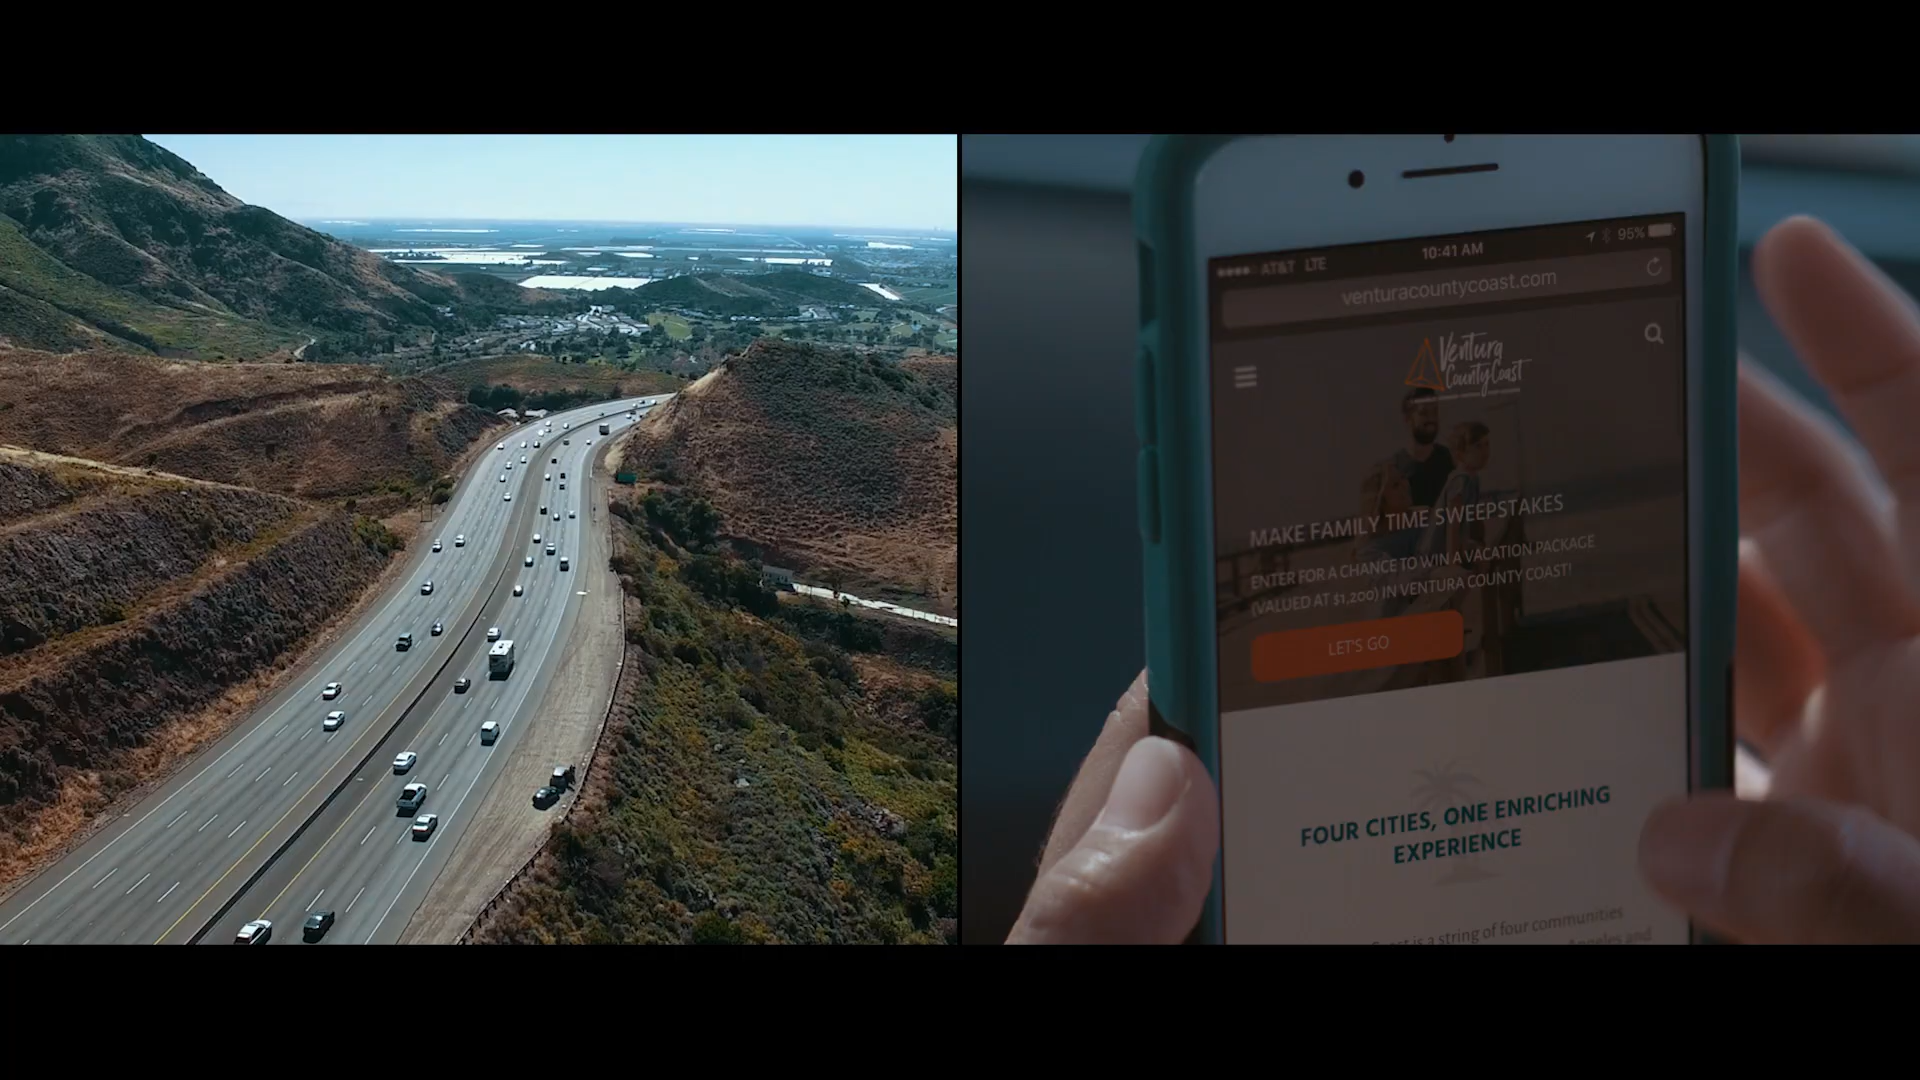 AT&T LTE 10:41 AM 95%
venturacountycoast.com
Ventura
County Coast
MAKE FAMILY TIME SWEEPSTAKES
ENTER FOR A CHANCE TO WIN A VACATION PACKAGE
(VALUED AT $1,200) IN VENTURA COUNTY COAST!
LET'S GO
FOUR CITIES, ONE ENRICHING
EXPERIENCE
is a string of four communities
Angeles and